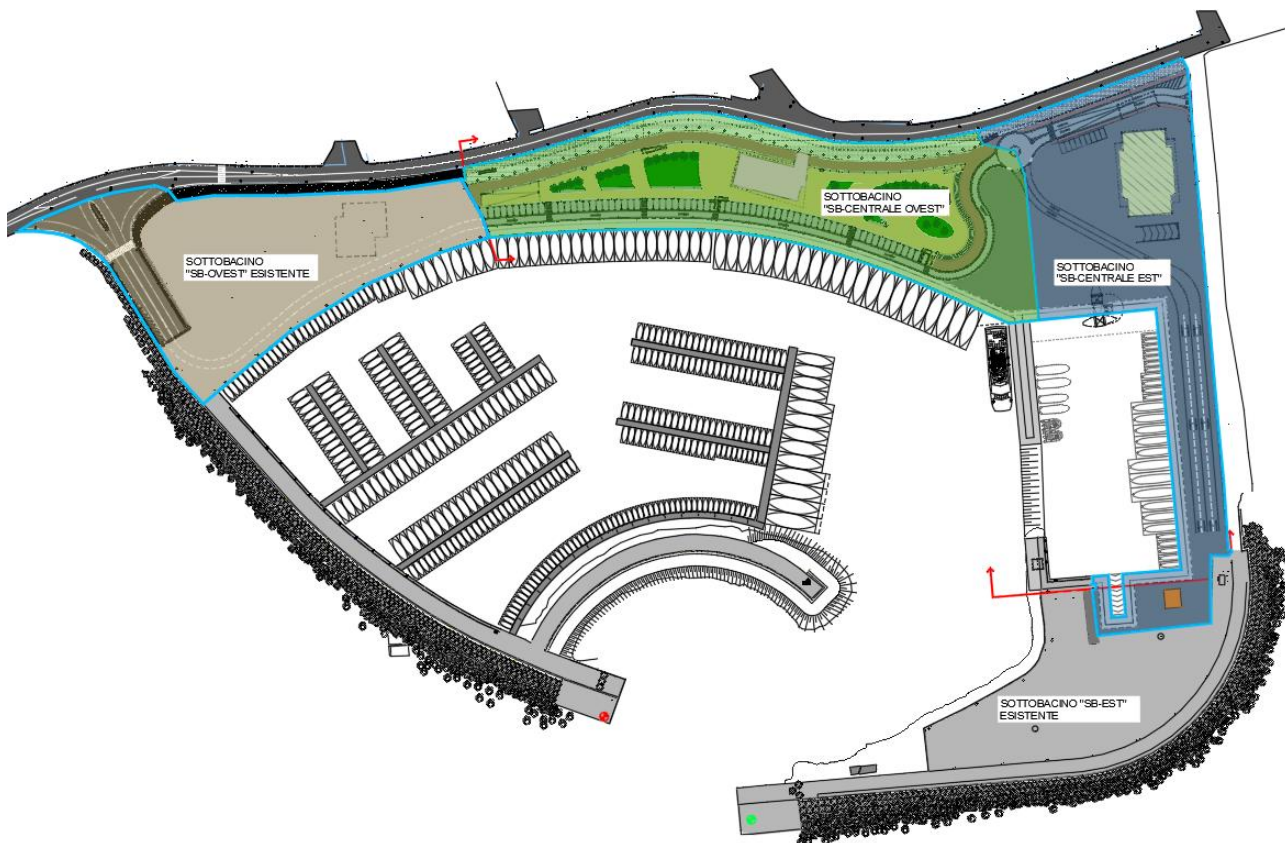 SOTTOBACINO
"SB-OVEST" ESISTENTE
SOTTOBACINO
"SB-CENTRALE OVEST"
SOTTOBACINO
"SB-CENTRALE EST"
SOTTOBACINO "SB-EST"
ESISTENTE